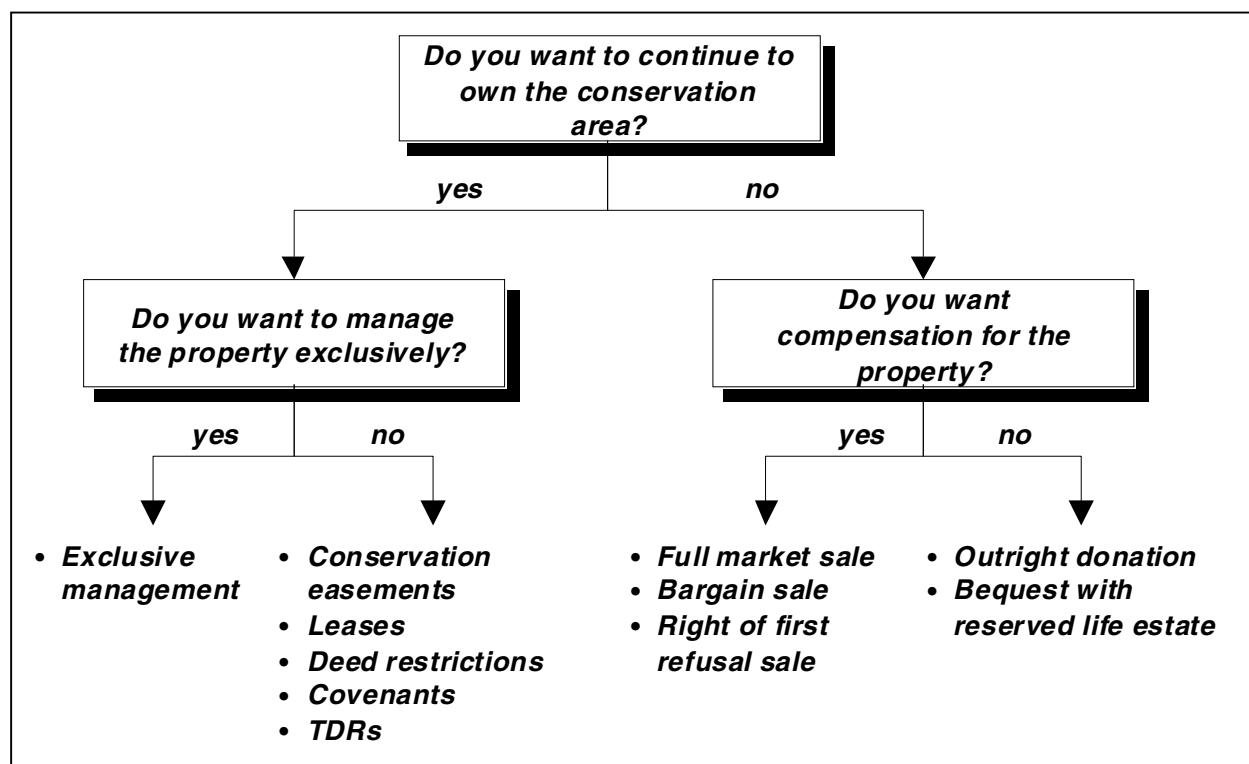 Do you want to continue to
own the conservation
area?
yes
no
Do you want to manage
the property exclusively?
Do you want
compensation for the
property?
yes
no
yes
no
• Exclusive
management
• Conservation
easements
• Leases
• Deed restrictions
• Covenants
• TDRs
• Full market sale
• Bargain sale
• Right of first
refusal sale
• Outright donation
• Bequest with
reserved life estate